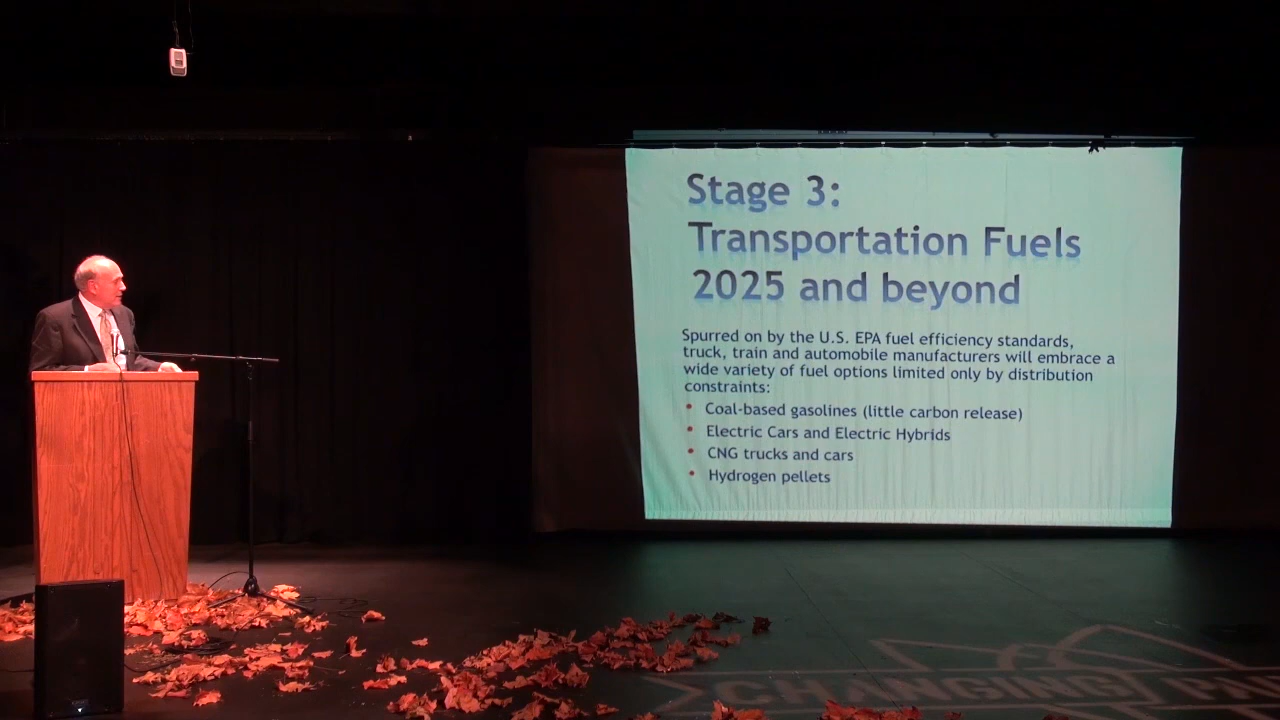 Stage 3:
Transportation Fuels
2025 and beyond
Spurred on by the U.S. EPA fuel efficiency standards,
truck, train and automobile manufacturers will embrace a
wide variety of fuel options limited only by distribution
constraints:
• Coal-based gasolines (little carbon release)
• Electric Cars and Electric Hybrids
• CNG trucks and cars
• Hydrogen pellets
CHANGING